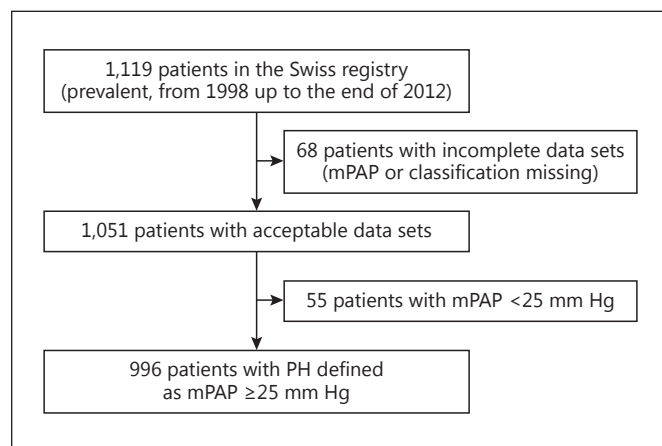 1,119 patients in the Swiss registry
(prevalent, from 1998 up to the end of 2012)
68 patients with incomplete data sets
(mPAP or classification missing)
1,051 patients with acceptable data sets
55 patients with mPAP <25 mm Hg
996 patients with PH defined
as mPAP ≥25 mm Hg